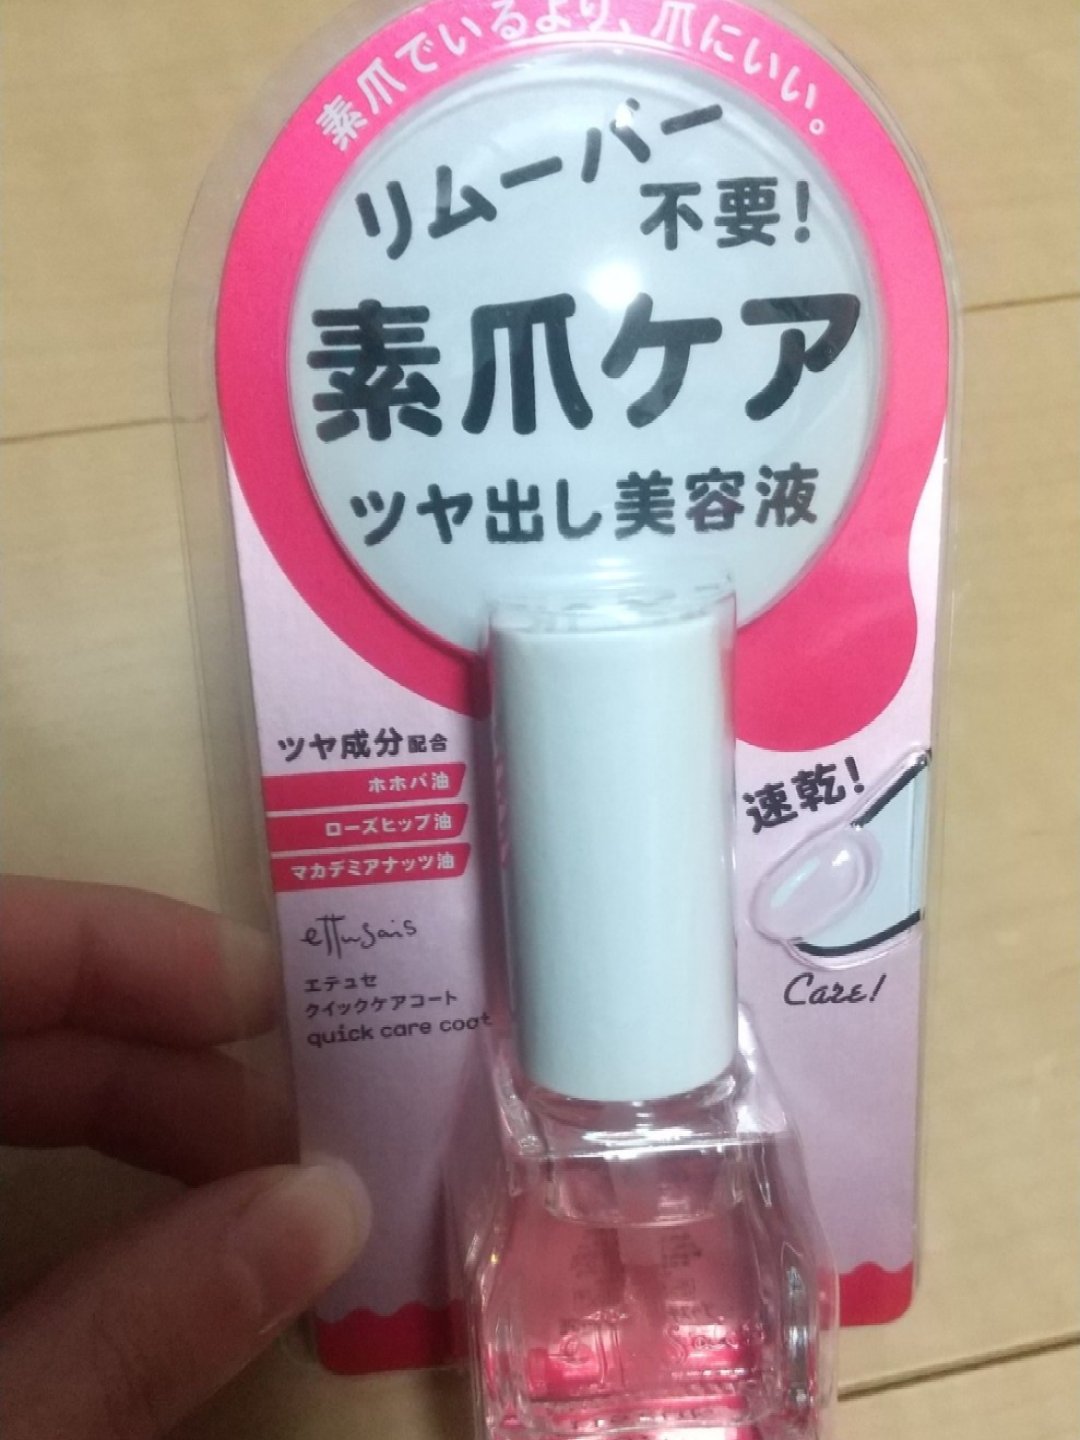 素爪でいるより、爪にいい。
リムーバー
不要！
素爪ケア
ツヤ出し美容液
ツヤ成分配合
ホホバ油
ローズヒップ油
マカデミアナッツ油
ettusais
エテュセ
クイックケアコート
quick care coat
速乾！
Care!